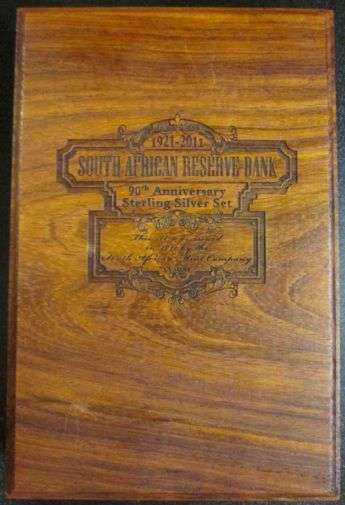 1921-2011
SOUTH AFRICAN RESERVE BANK
90th Anniversary
Sterling Silver Set
South African Mint Company